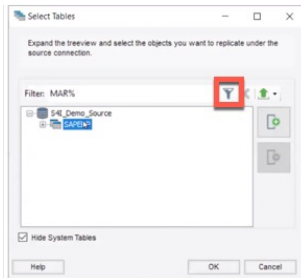 Select Tables
Expand the treeview and select the objects you want to replicate under the
source connection.
Filter: MAR%
S4I_Demo_Source
Hide System Tables
Help
OK
Cancel